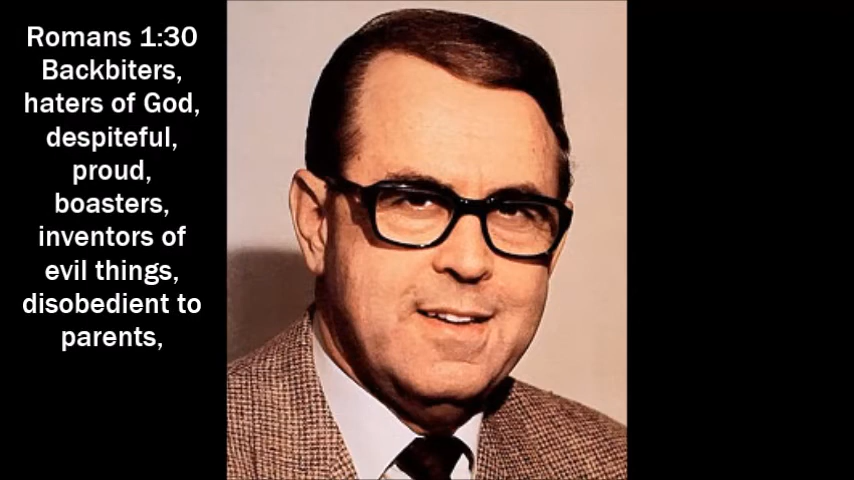 Romans 1:30
Backbiters,
haters of God,
despiteful,
proud,
boasters,
inventors of
evil things,
disobedient to
parents,